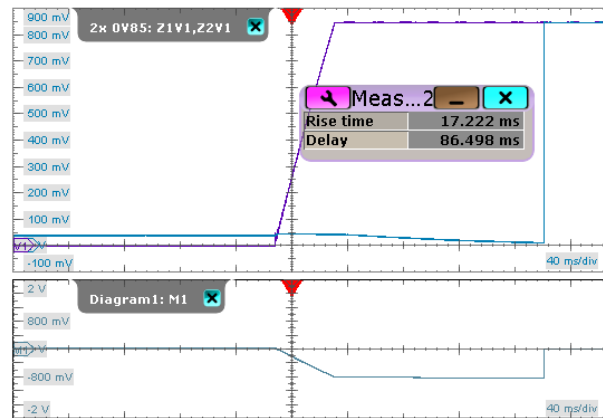 900 mV
2x 0V85: Z1V1,Z2V1
800 mV
700 mV
600 mV
Meas...2
500 mV
Rise time 17.222 ms
400 mV
Delay 86.498 ms
300 mV
200 mV
100 mV
-100 mV
40 ms/div
2 V
Diagram1: M1
800 mV
-800 mV
-2 V
40 ms/div